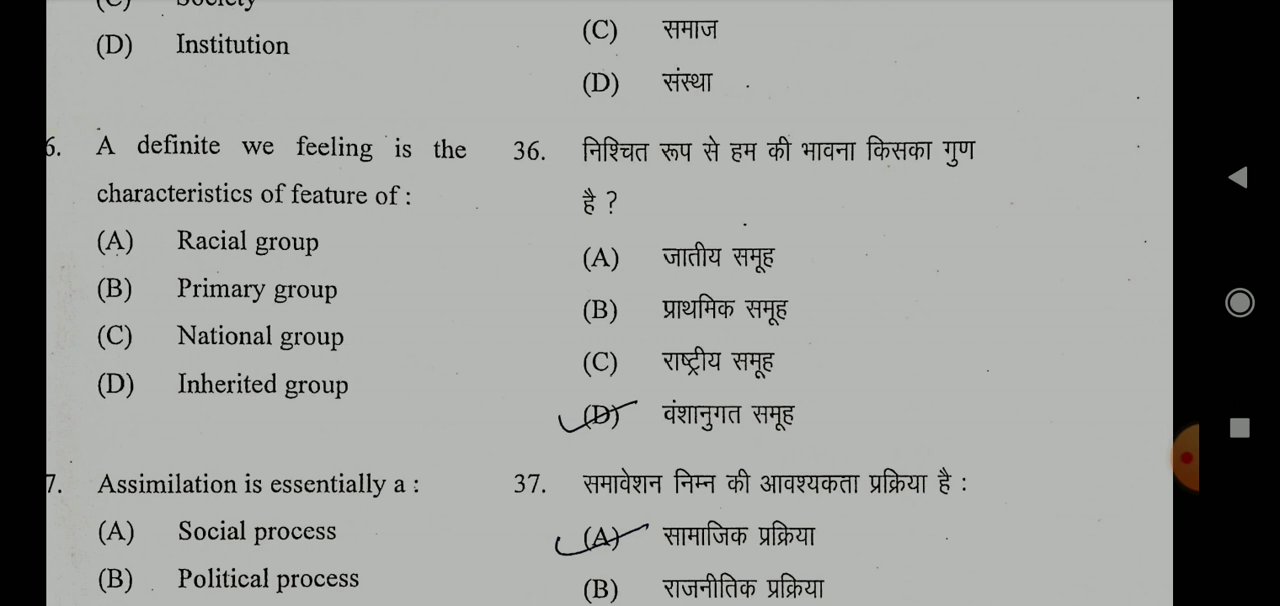 (C) Society
(D) Institution
6. A definite we feeling is the
characteristics of feature of :
(A) Racial group
(B) Primary group
(C) National group
(D) Inherited group
7. Assimilation is essentially a :
(A) Social process
(B) Political process
(C) समाज
(D) संस्था
36. निश्चित रूप से हम की भावना किसका गुण
है ?
(A) जातीय समूह
(B) प्राथमिक समूह
(C) राष्ट्रीय समूह
(D) वंशानुगत समूह
37. समावेशन निम्न की आवश्यकता प्रक्रिया है :
(A) सामाजिक प्रक्रिया
(B) राजनीतिक प्रक्रिया